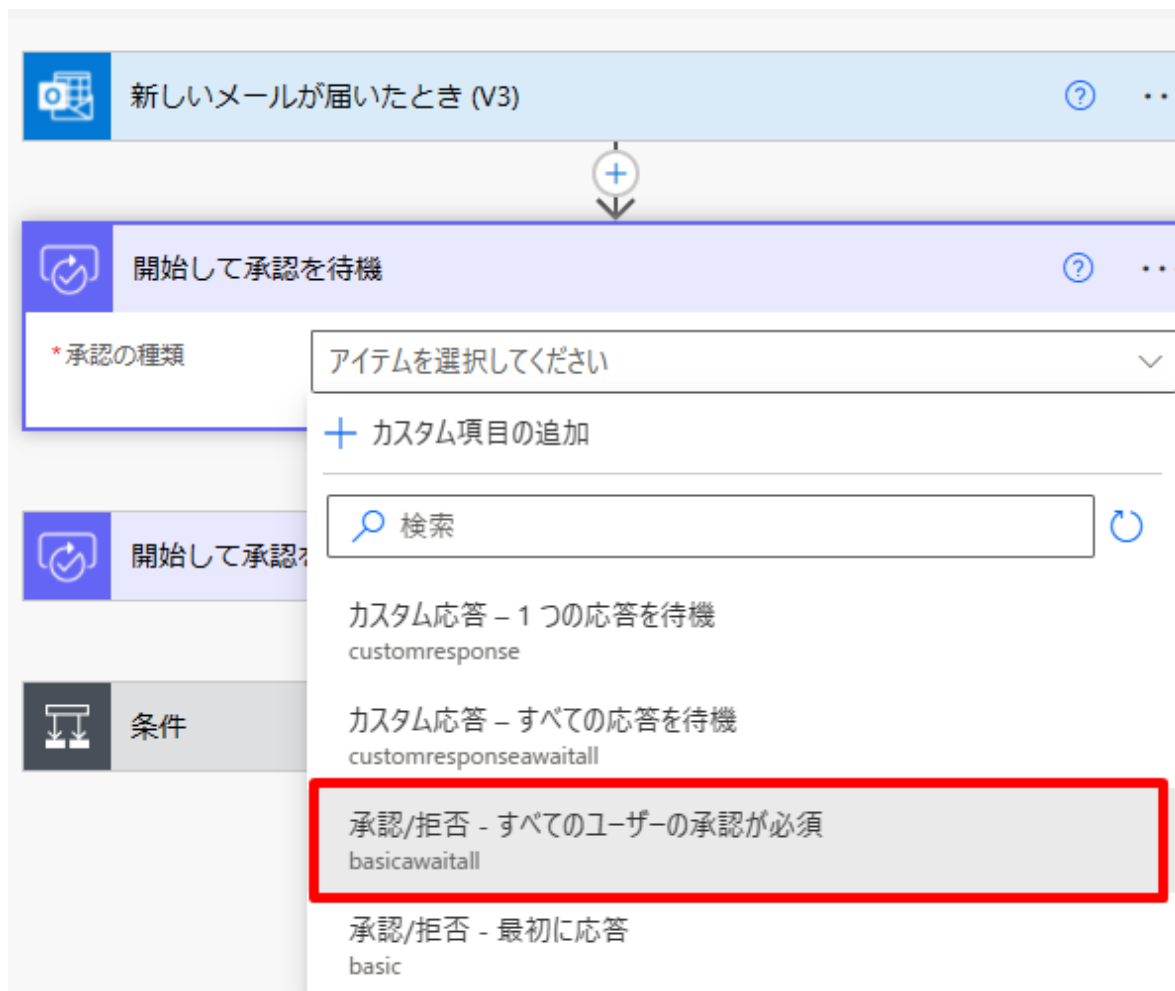 新しいメールが届いたとき (V3)
開始して承認を待機
*承認の種類
アイテムを選択してください
カスタム項目の追加
検索
開始して承認を
カスタム応答 – 1 つの応答を待機
customresponse
カスタム応答 – すべての応答を待機
customresponseawaitall
条件
承認/拒否 - すべてのユーザーの承認が必須
basicawaitall
承認/拒否 - 最初に応答
basic